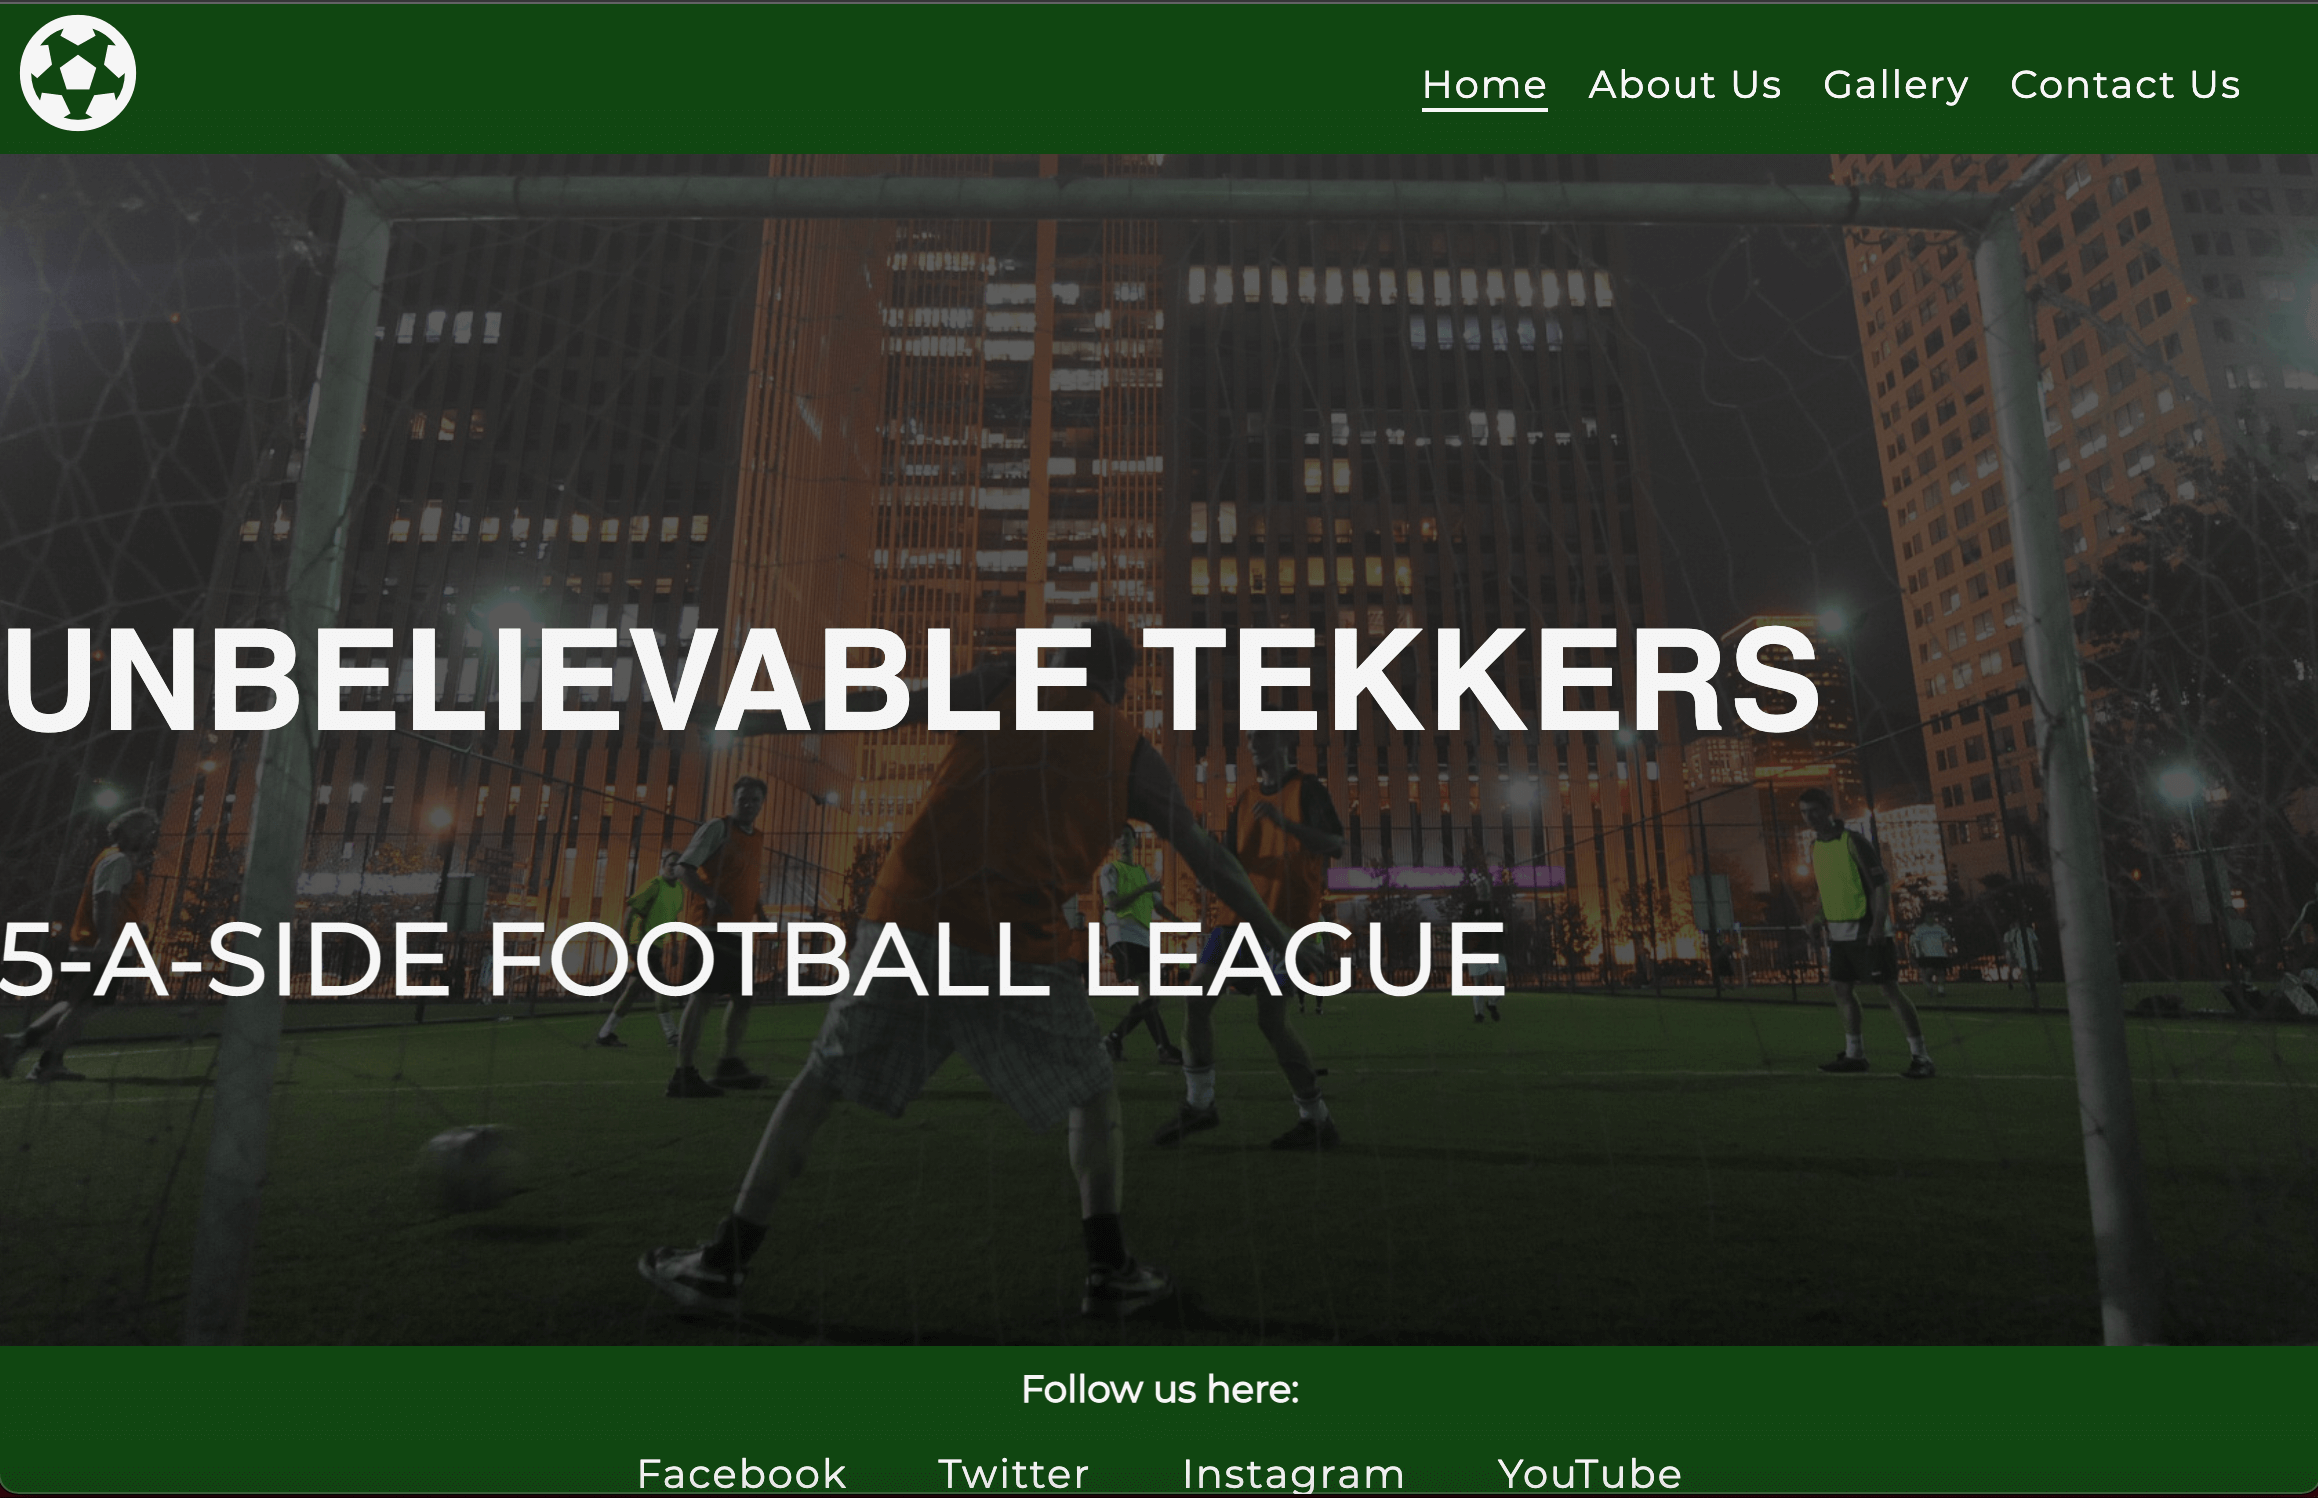 Home About Us Gallery Contact Us
UNBELIEVABLE TEKKERS
5-A-SIDE FOOTBALL LEAGUE
Follow us here:
Facebook Twitter Instagram YouTube